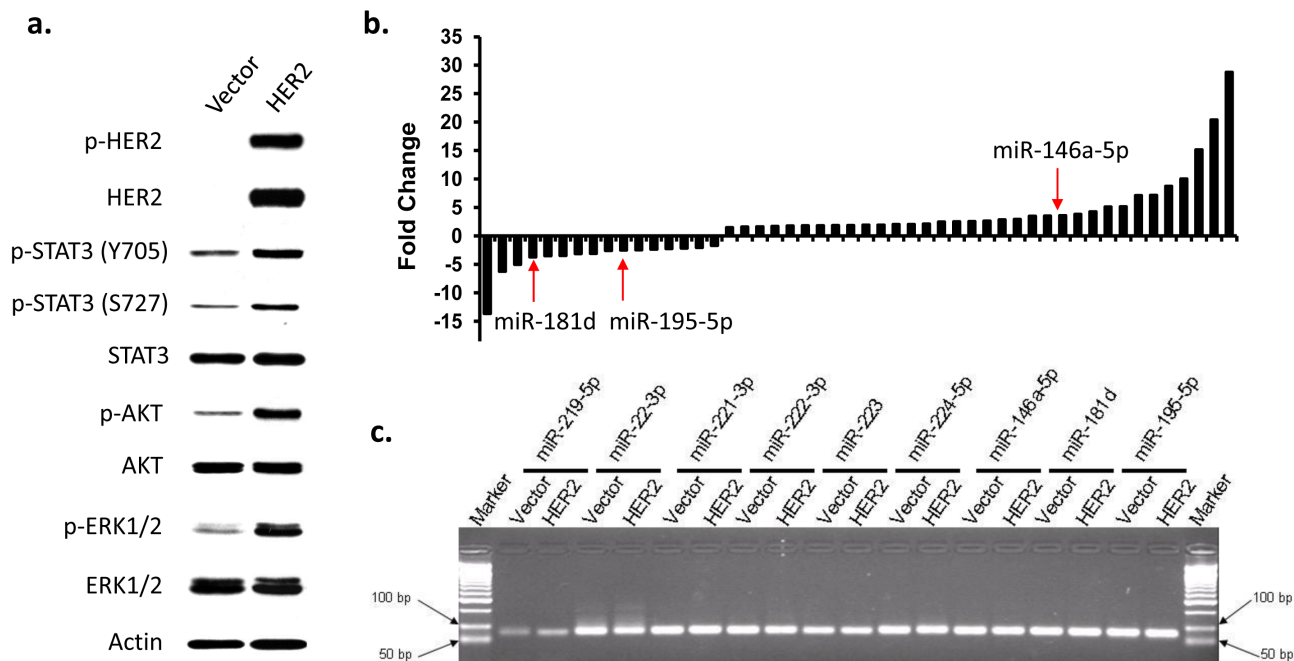 a.
Vector HER2
p-HER2
HER2
p-STAT3 (Y705)
p-STAT3 (S727)
STAT3
p-AKT
AKT
p-ERK1/2
ERK1/2
Actin
b.
Fold Change
35
30
25
20
15
10
5
0
-5
-10
-15
miR-146a-5p
miR-181d miR-195-5p
c.
miR-219-5p miR-22-3p miR-221-3p miR-222-3p miR-223 miR-224-5p miR-146a-5p miR-181d miR-195-5p
Marker Vector HER2 Vector HER2 Vector HER2 Vector HER2 Vector HER2 Vector HER2 Vector HER2 Vector HER2 Vector HER2 Marker
100 bp 100 bp
50 bp 50 bp